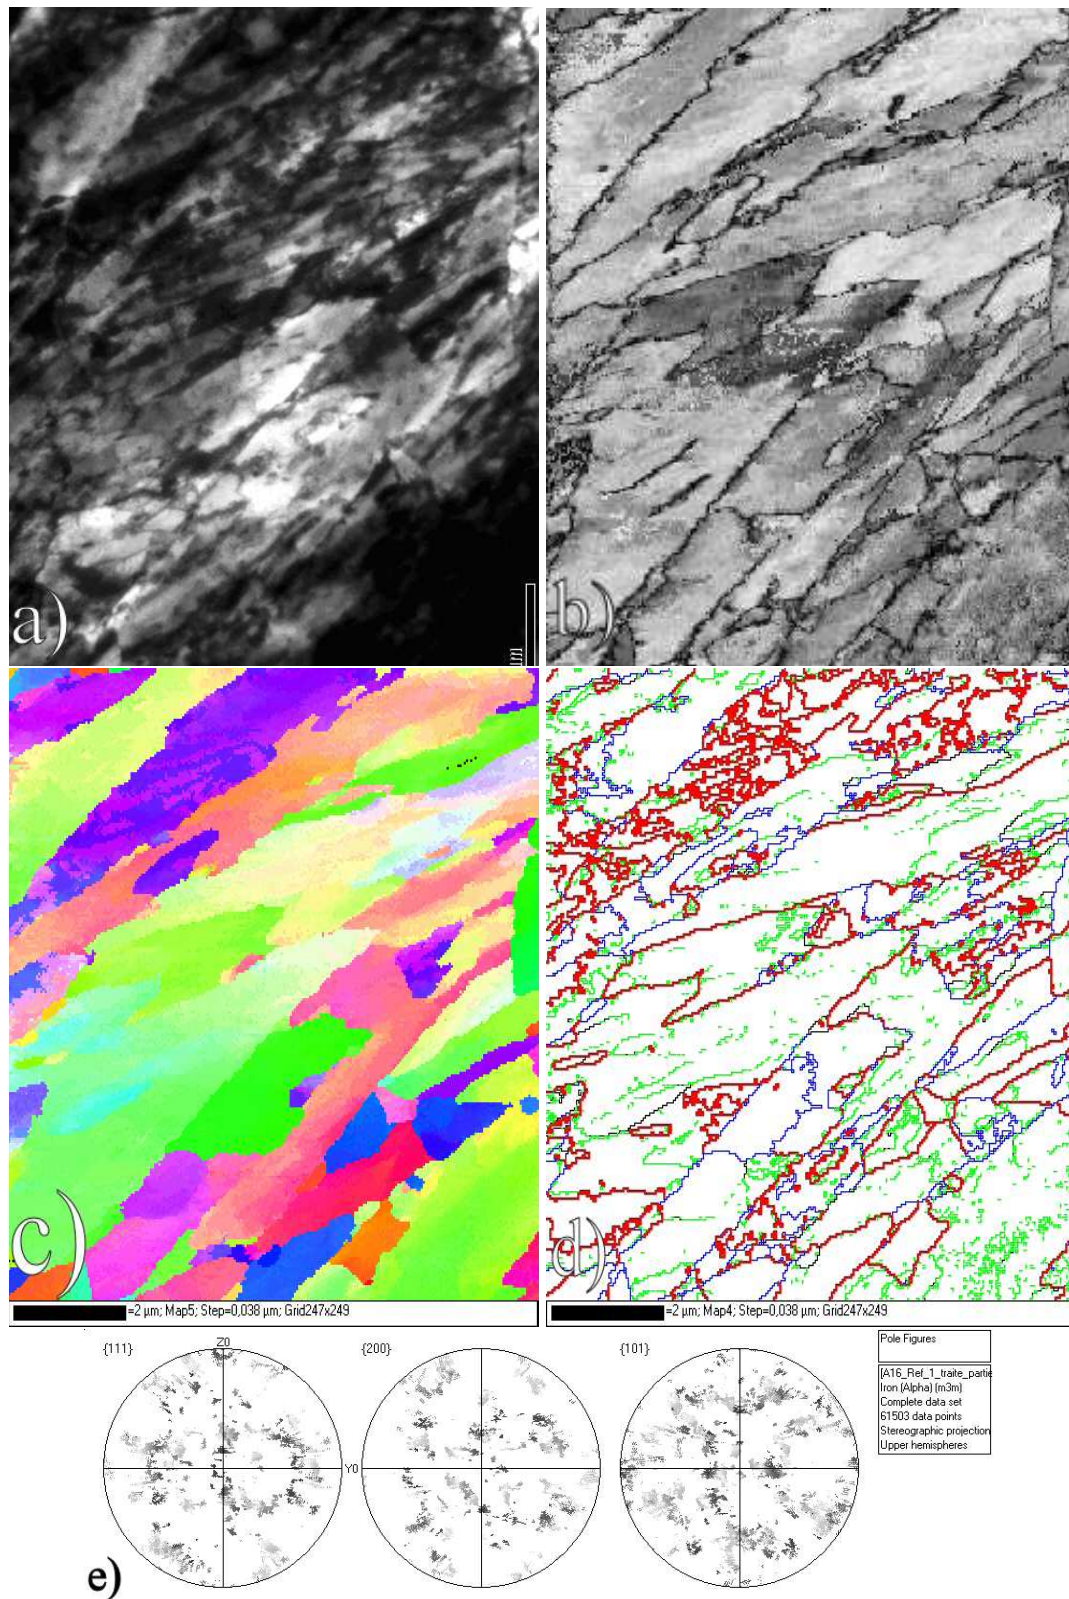 a)
b)
c)
d)
=2 µm; Map5; Step=0,038 µm; Grid247x249
=2 µm; Map4; Step=0,038 µm; Grid247x249
{111}
Z0
Y0
{200}
{101}
Pole Figures
[A16_Ref_1_traite_partie
Iron (Alpha) (m3m)
Complete data set
61503 data points
Stereographic projection
Upper hemispheres
e)